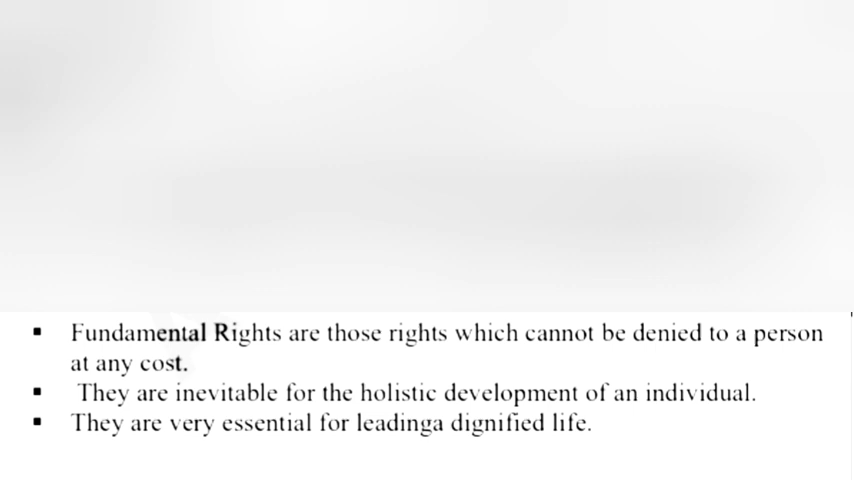 ▪ Fundamental Rights are those rights which cannot be denied to a person
at any cost.
▪ They are inevitable for the holistic development of an individual.
▪ They are very essential for leadinga dignified life.